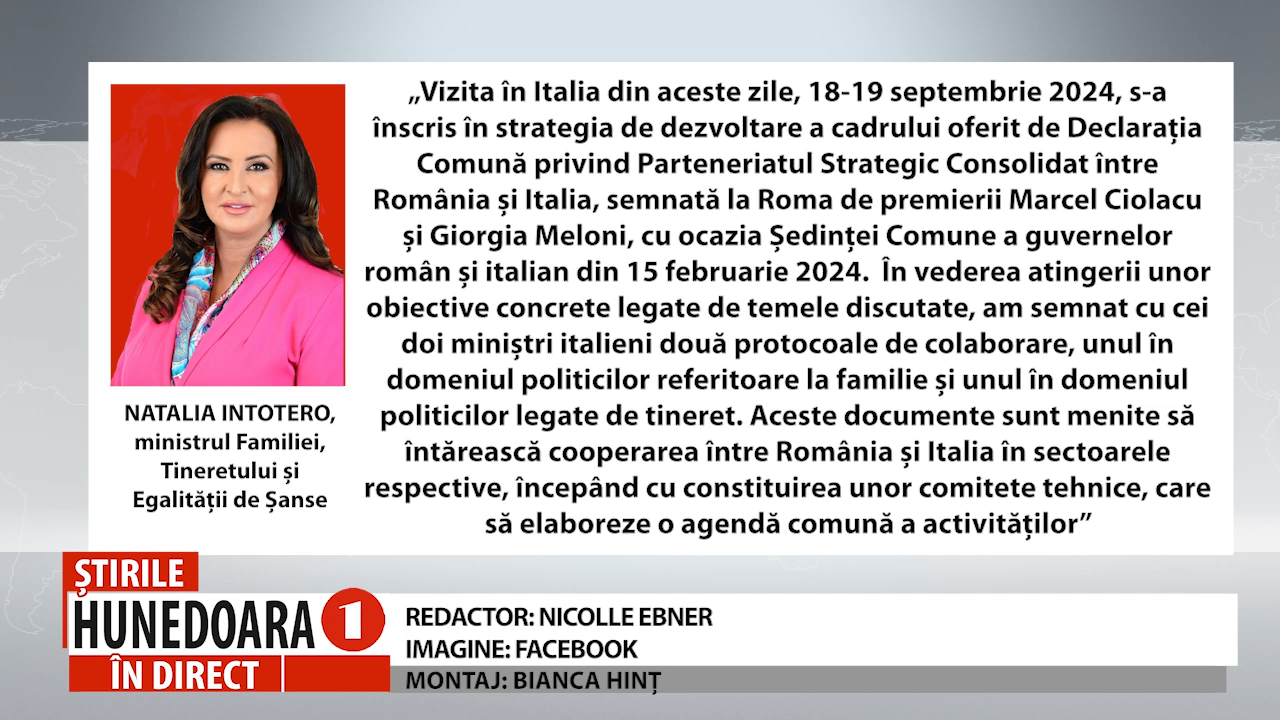 „Vizita în Italia din aceste zile, 18-19 septembrie 2024, s-a
înscris în strategia de dezvoltare a cadrului oferit de Declarația
Comună privind Parteneriatul Strategic Consolidat între
România și Italia, semnată la Roma de premierii Marcel Ciolacu
și Giorgia Meloni, cu ocazia Ședinței Comune a guvernelor
român și italian din 15 februarie 2024.  În vederea atingerii unor
obiective concrete legate de temele discutate, am semnat cu cei
doi miniștri italieni două protocoale de colaborare, unul în
domeniul politicilor referitoare la familie și unul în domeniul
politicilor legate de tineret. Aceste documente sunt menite să
întărească cooperarea între România și Italia în sectoarele
respective, începând cu constituirea unor comitete tehnice, care
să elaboreze o agendă comună a activităților”
NATALIA INTOTERO,
ministrul Familiei,
Tineretului și
Egalității de Șanse
ȘTIRILE
HUNEDOARA 1
ÎN DIRECT
REDACTOR: NICOLLE EBNER
IMAGINE: FACEBOOK
MONTAJ: BIANCA HINȚ